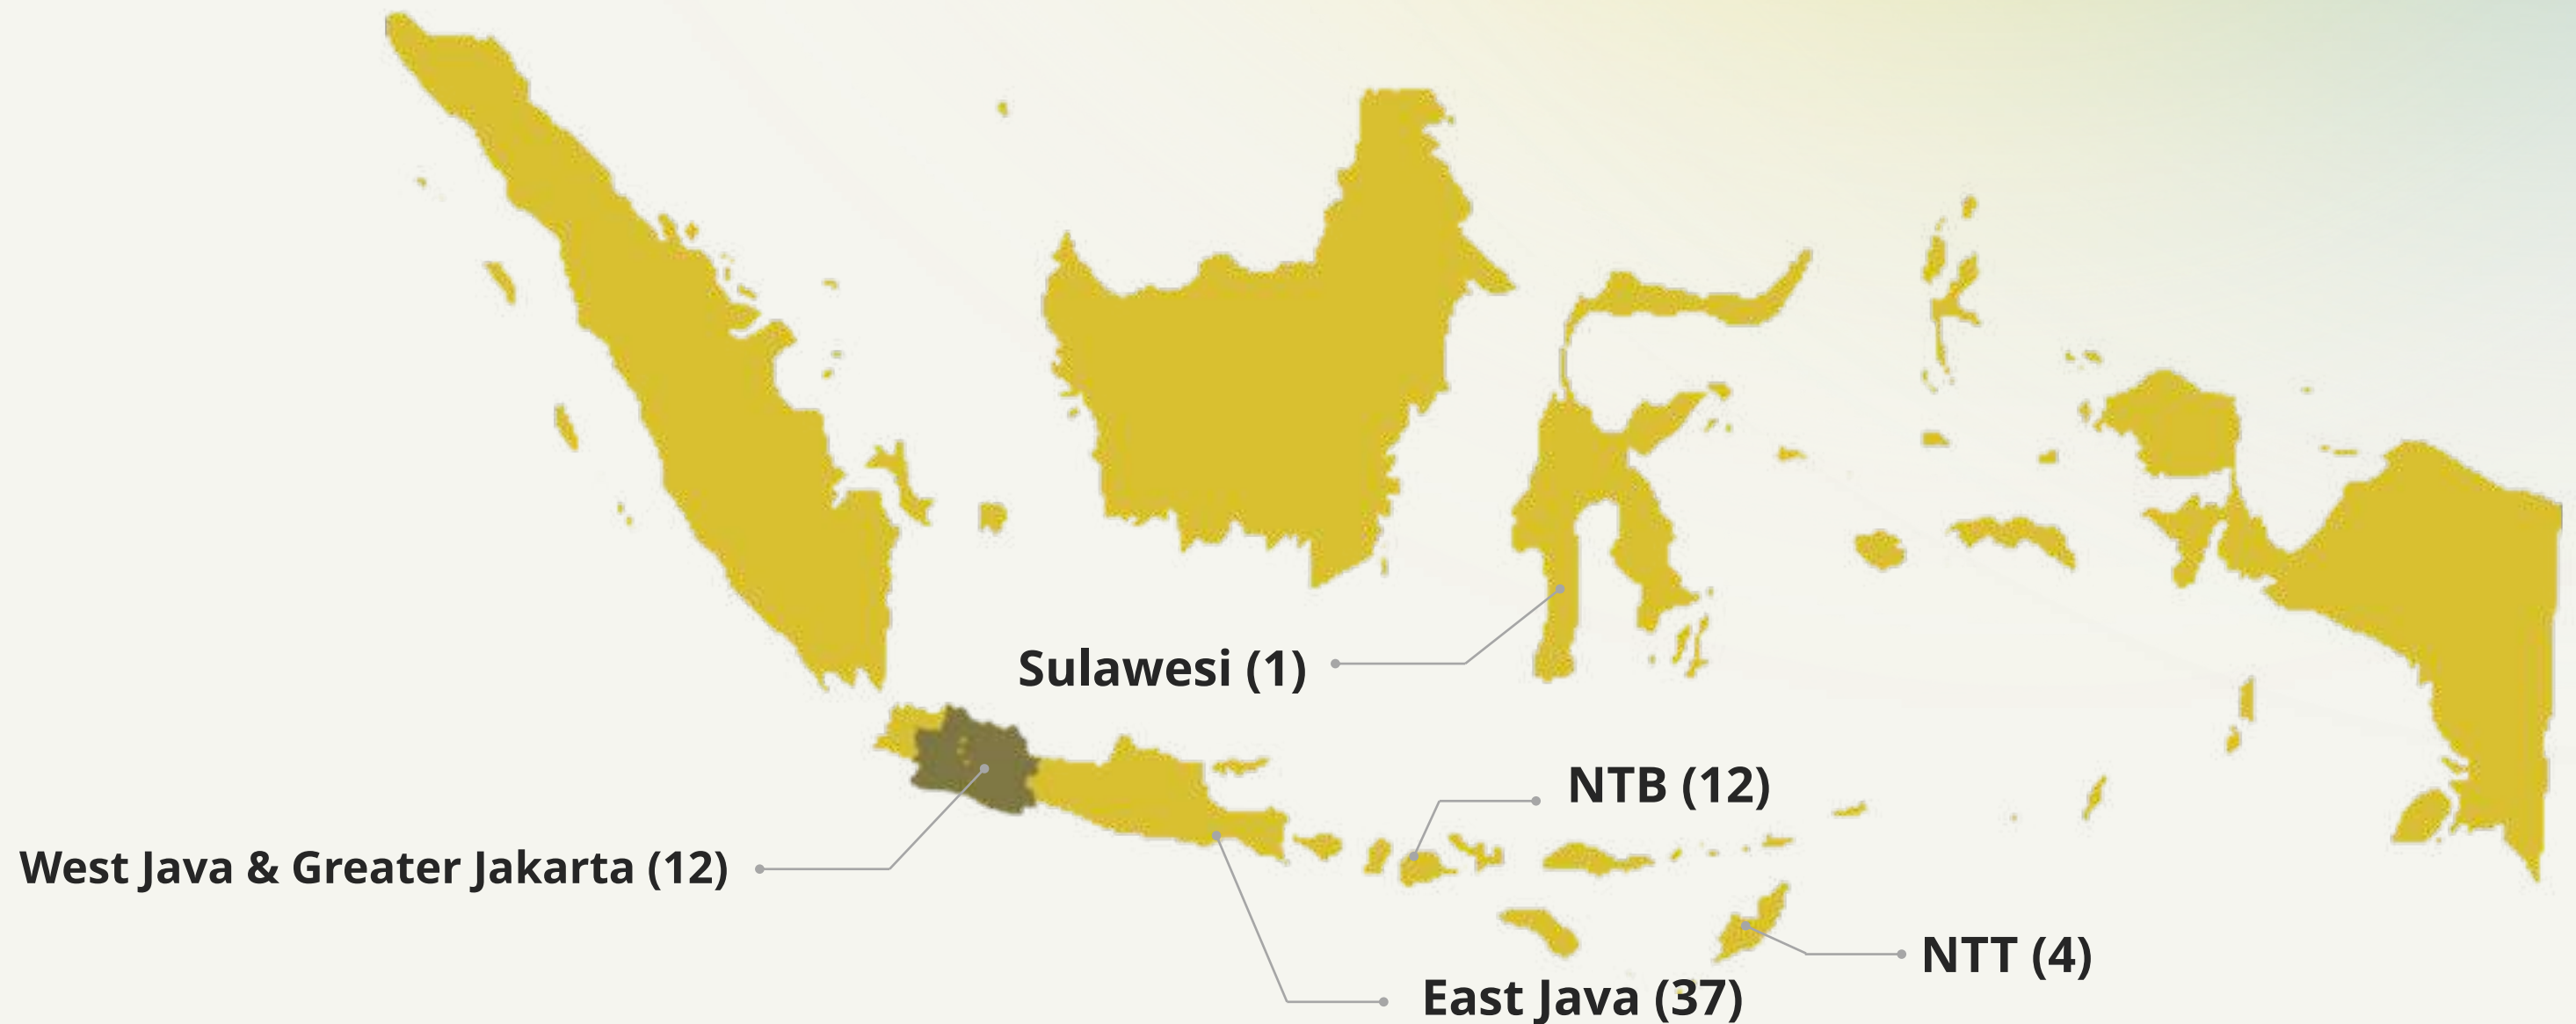 Sulawesi (1)
NTB (12)
West Java & Greater Jakarta (12)
NTT (4)
East Java (37)